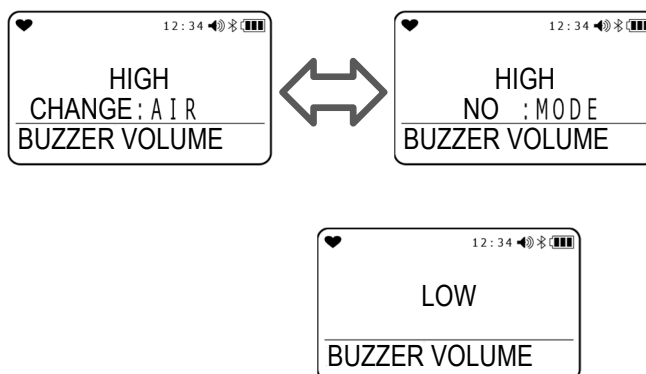 12:34
HIGH
CHANGE:AIR
BUZZER VOLUME
12:34
HIGH
NO :MODE
BUZZER VOLUME
12:34
LOW
BUZZER VOLUME